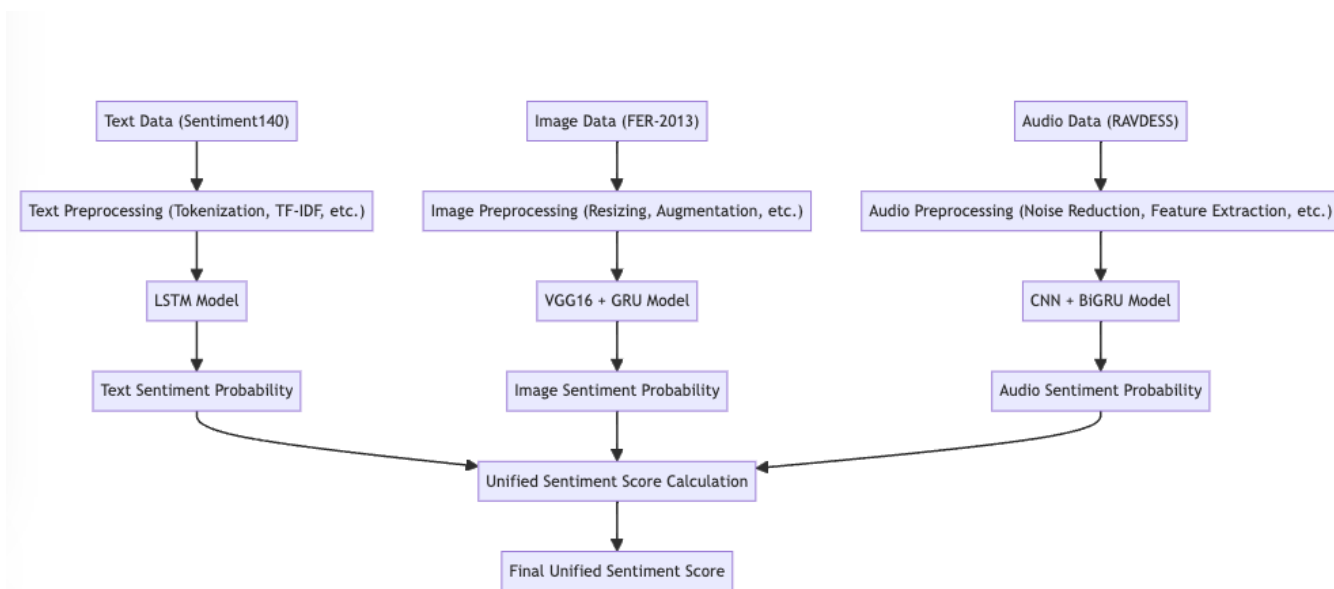 Text Data (Sentiment140)
Image Data (FER-2013)
Audio Data (RAVDESS)
Text Preprocessing (Tokenization, TF-IDF, etc.)
Image Preprocessing (Resizing, Augmentation, etc.)
Audio Preprocessing (Noise Reduction, Feature Extraction, etc.)
LSTM Model
VGG16 + GRU Model
CNN + BiGRU Model
Text Sentiment Probability
Image Sentiment Probability
Audio Sentiment Probability
Unified Sentiment Score Calculation
Final Unified Sentiment Score